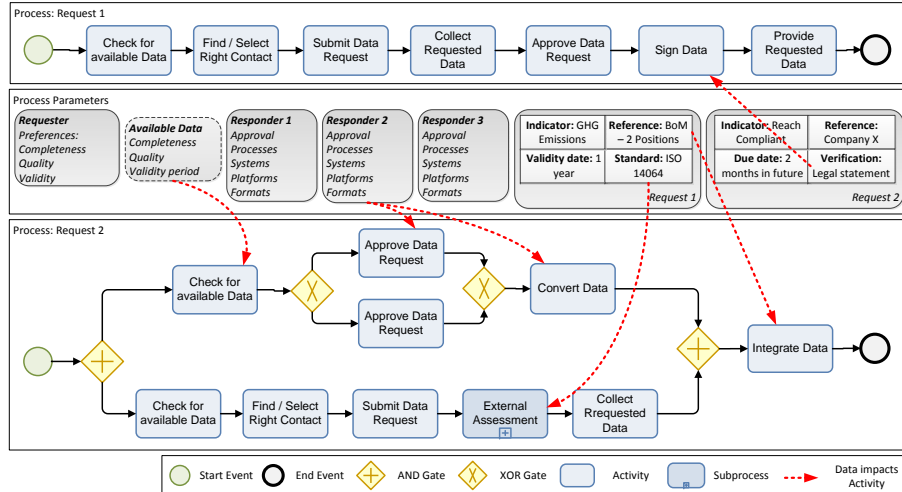 Process: Request 1
Check for
available Data
Find / Select
Right Contact
Submit Data
Request
Collect
Requested
Data
Approve Data
Request
Sign Data
Provide
Requested
Data
Process Parameters
Requester
Preferences:
Completeness
Quality
Validity
Available Data
Completeness
Quality
Validity period
Responder 1
Approval
Processes
Systems
Platforms
Formats
Responder 2
Approval
Processes
Systems
Platforms
Formats
Responder 3
Approval
Processes
Systems
Platforms
Formats
Indicator: GHG
Emissions
Reference: BoM
– 2 Positions
Validity date: 1
year
Standard: ISO
14064
Request 1
Indicator: Reach
Compliant
Reference:
Company X
Due date: 2
months in future
Verification:
Legal statement
Request 2
Process: Request 2
Check for
available Data
Approve Data
Request
Approve Data
Request
Convert Data
Integrate Data
Check for
available Data
Find / Select
Right Contact
Submit Data
Request
External
Assessment
Collect
Rrequested
Data
Start Event
End Event
AND Gate
XOR Gate
Activity
Subprocess
Data impacts
Activity